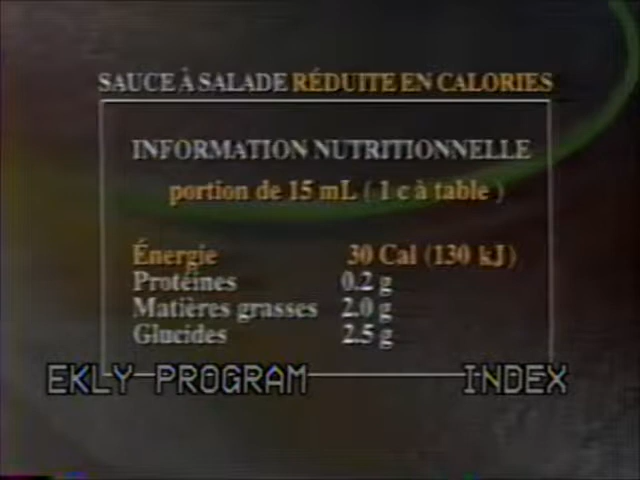 SAUCE À SALADE RÉDUITE EN CALORIES
INFORMATION NUTRITIONNELLE
portion de 15 mL ( 1 c à table )
Énergie 30 Cal (130 kJ)
Protéines 0.2 g
Matières grasses 2.0 g
Glucides 2.5 g
EKLY PROGRAM INDEX